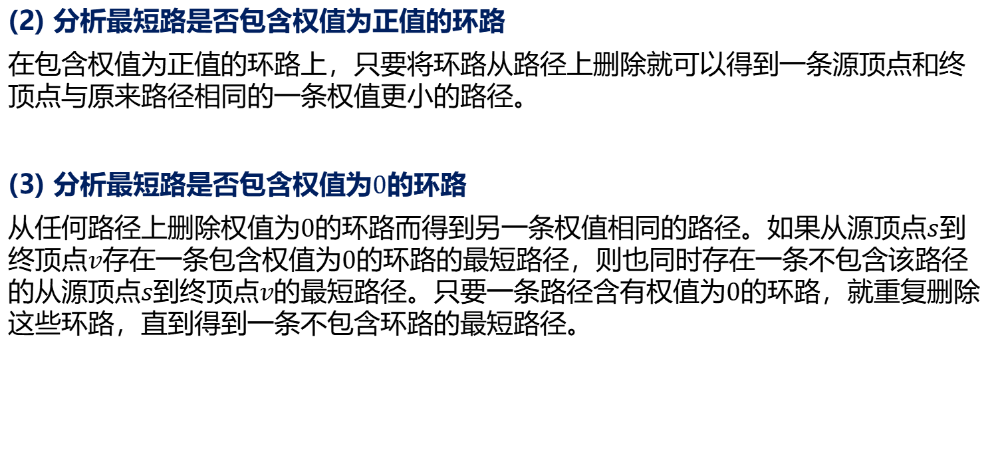 (2) 分析最短路是否包含权值为正值的环路
在包含权值为正值的环路上，只要将环路从路径上删除就可以得到一条源顶点和终
顶点与原来路径相同的一条权值更小的路径。
(3) 分析最短路是否包含权值为0的环路
从任何路径上删除权值为0的环路而得到另一条权值相同的路径。如果从源顶点s到
终顶点v存在一条包含权值为0的环路的最短路径，则也同时存在一条不包含该路径
的从源顶点s到终顶点v的最短路径。只要一条路径含有权值为0的环路，就重复删除
这些环路，直到得到一条不包含环路的最短路径。